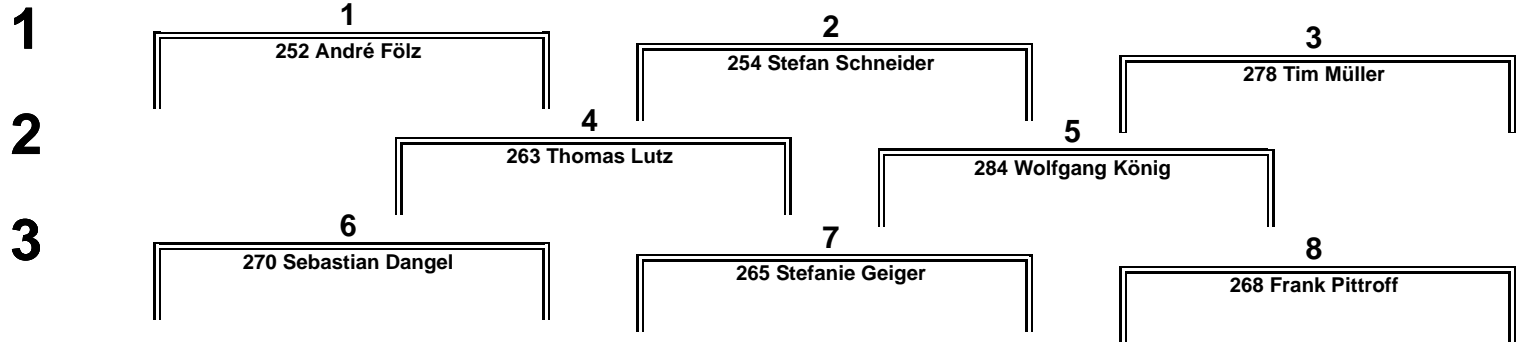 1
1
252 André Fölz
2
254 Stefan Schneider
3
278 Tim Müller
2
4
263 Thomas Lutz
5
284 Wolfgang König
3
6
270 Sebastian Dangel
7
265 Stefanie Geiger
8
268 Frank Pittroff